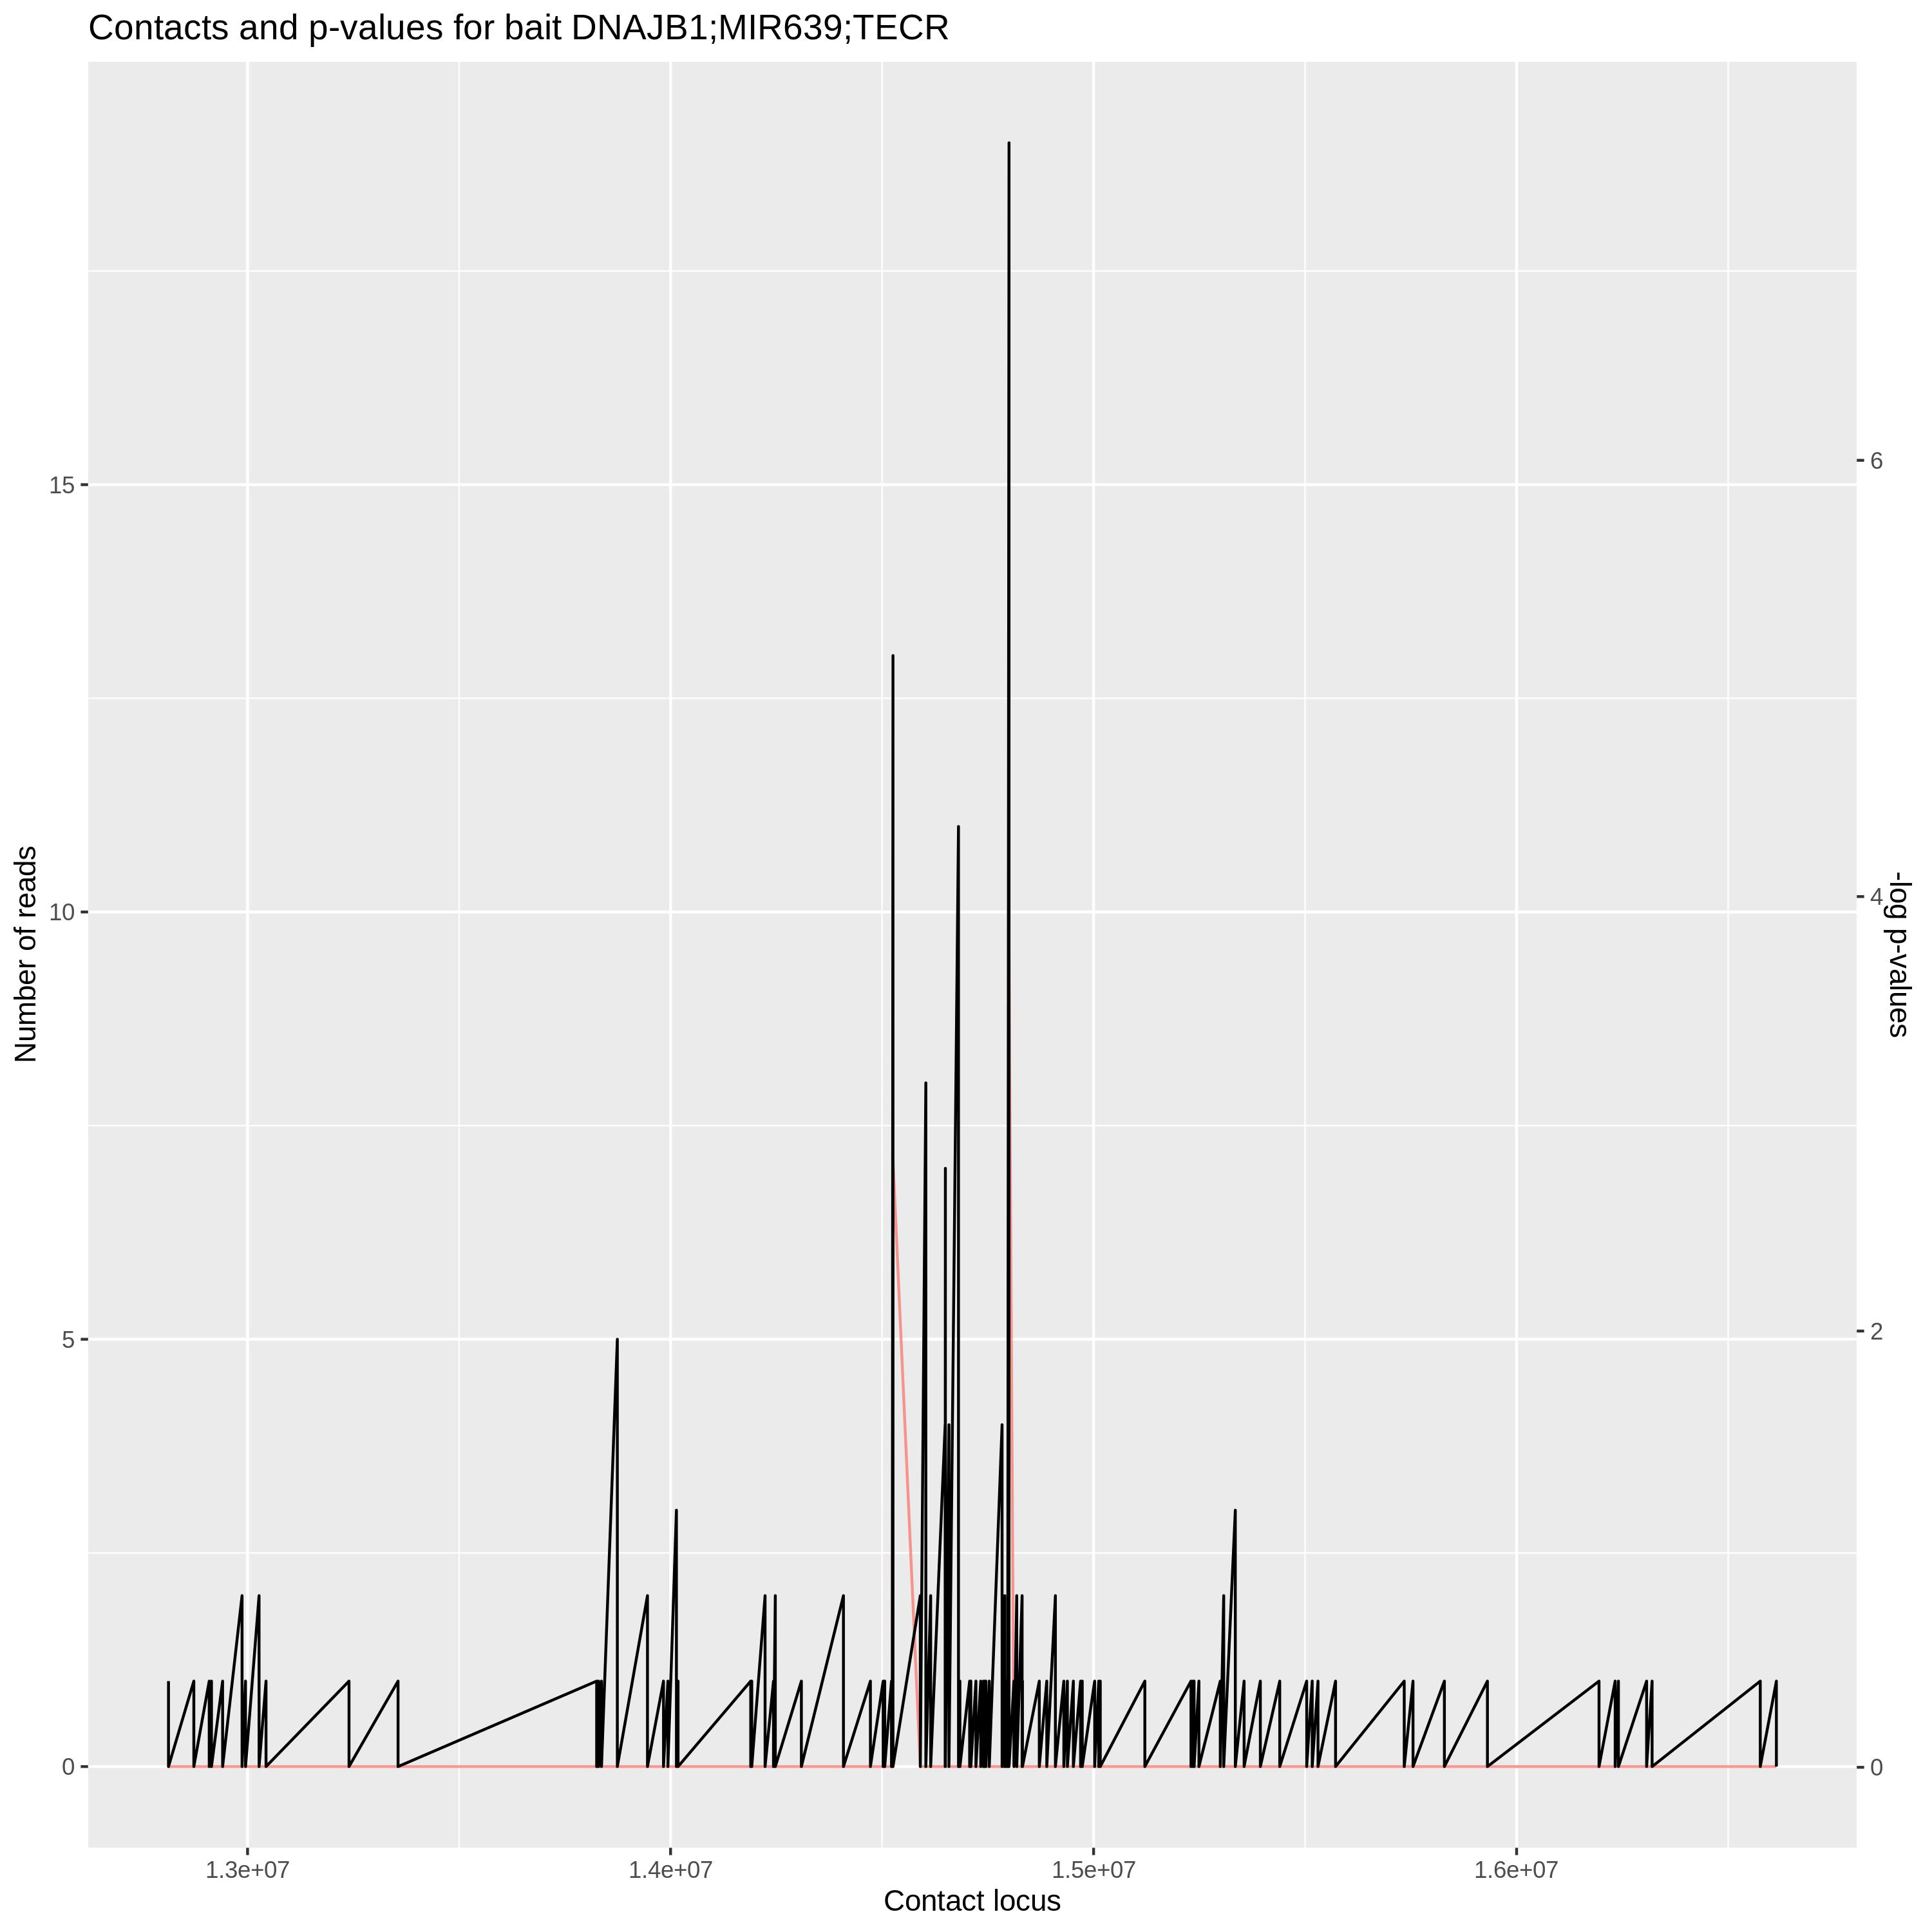 Contacts and p-values for bait DNAJB1;MIR639;TECR
Number of reads
15
10
5
0
6
4
2
0
-log p-values
1.3e+07
1.4e+07
1.5e+07
1.6e+07
Contact locus